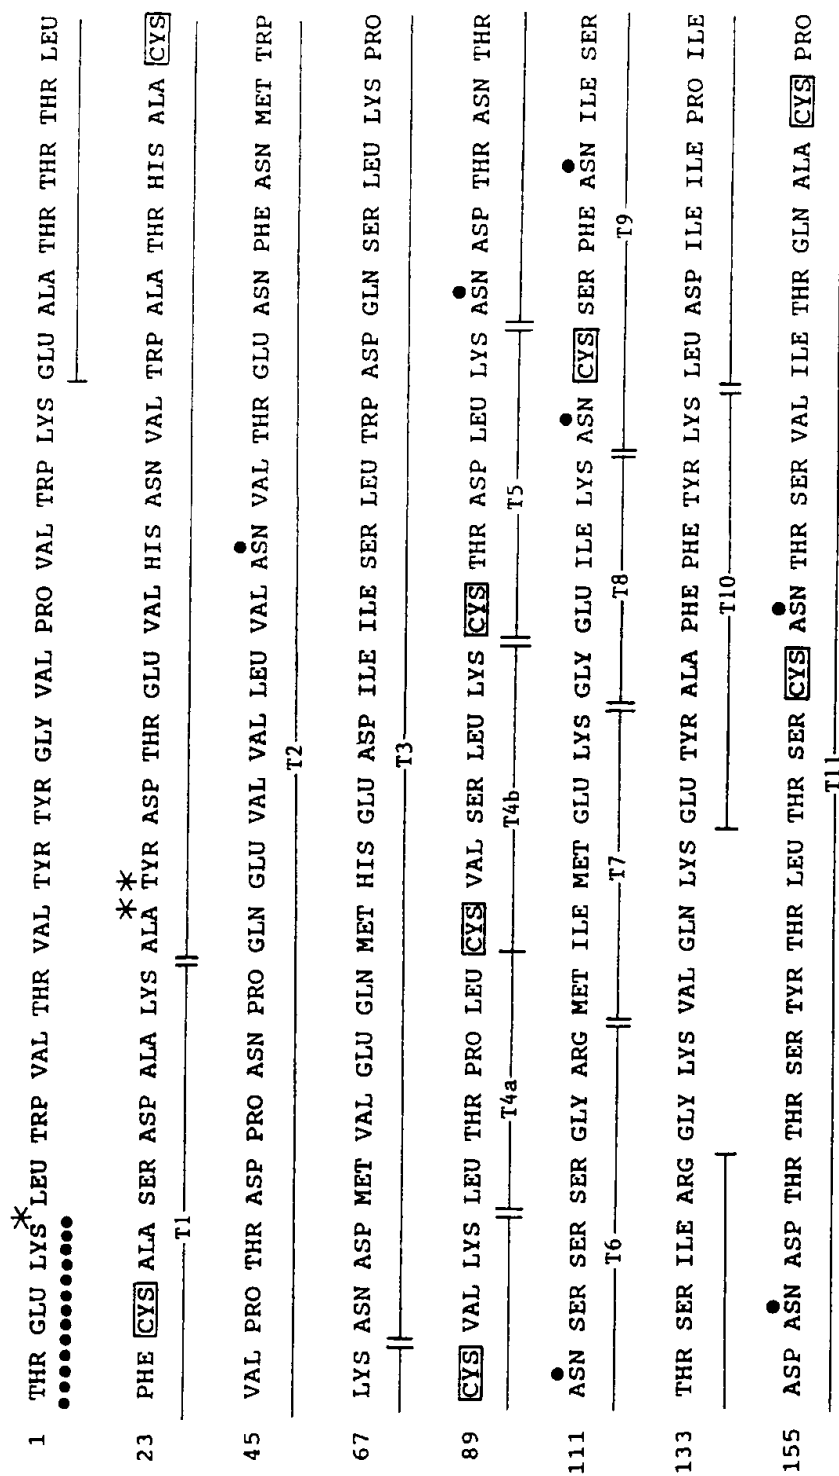 *
1 THR GLU LYS LEU TRP VAL THR VAL TYR TYR GLY VAL PRO VAL TRP LYS GLU ALA THR THR THR LEU
**
23 PHE CYS ALA SER ASP ALA LYS ALA TYR ASP THR GLU VAL HIS ASN VAL TRP ALA THR HIS ALA CYS
T1
45 VAL PRO THR ASP PRO ASN PRO GLN GLU VAL VAL LEU VAL ASN VAL THR GLU ASN PHE ASN MET TRP
T2
67 LYS ASN ASP MET VAL GLU GLN MET HIS GLU ASP ILE ILE SER LEU TRP ASP GLN SER LEU LYS PRO
T3
89 CYS VAL LYS LEU THR PRO LEU CYS VAL SER LEU LYS CYS THR ASP LEU LYS ASN ASP THR ASN THR
T4a T4b T5
111 ASN SER SER SER GLY ARG MET ILE MET GLU LYS GLY GLU ILE LYS ASN CYS SER PHE ASN ILE SER
T6 T7 T8 T9
133 THR SER ILE ARG GLY LYS VAL GLN LYS GLU TYR ALA PHE PHE TYR LYS LEU ASP ILE ILE PRO ILE
T10
155 ASP ASN ASP THR THR SER TYR THR LEU THR SER CYS ASN THR SER VAL ILE THR GLN ALA CYS PRO
T11